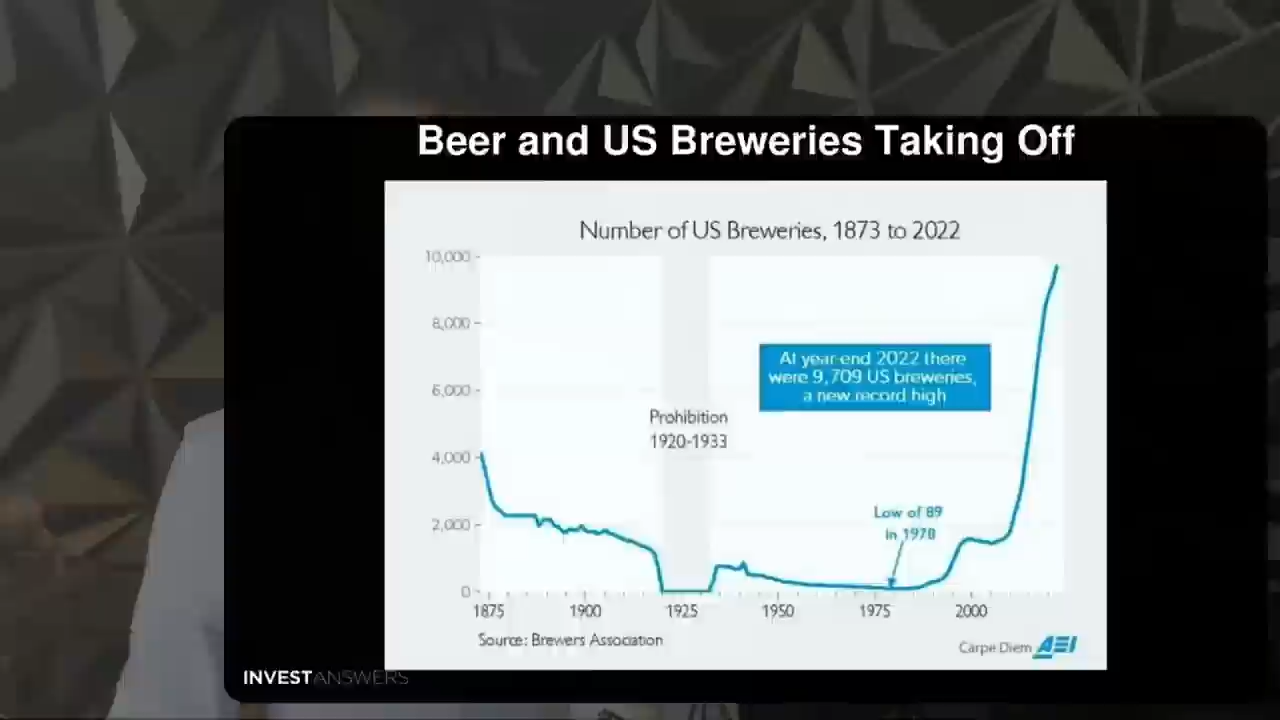 Beer and US Breweries Taking Off
Number of US Breweries, 1873 to 2022
10,000
8,000
6,000
4,000
2,000
0
At year-end 2022 there
were 9,709 US breweries,
a new record high
Prohibition
1920-1933
Low of 89
in 1978
1875 1900 1925 1950 1975 2000
Source: Brewers Association
Carpe Diem AEI
INVESTANSWERS